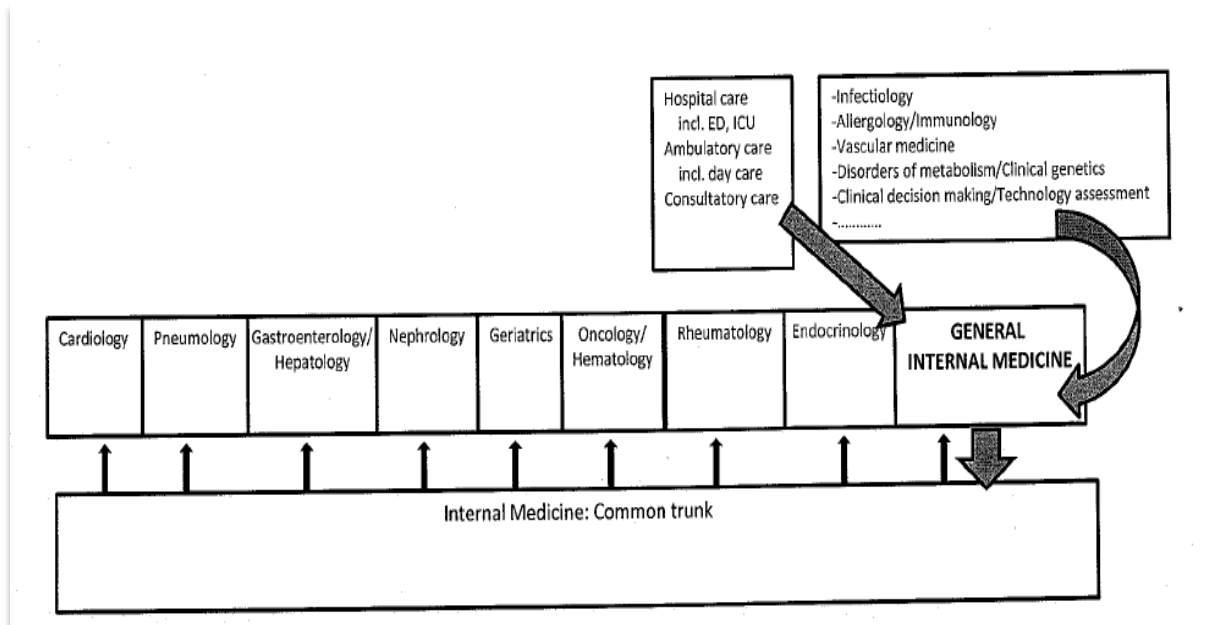 Hospital care
incl. ED, ICU
Ambulatory care
incl. day care
Consultatory care
-Infectiology
-Allergology/Immunology
-Vascular medicine
-Disorders of metabolism/Clinical genetics
-Clinical decision making/Technology assessment
-............
Cardiology
Pneumology
Gastroenterology/
Hepatology
Nephrology
Geriatrics
Oncology/
Hematology
Rheumatology
Endocrinology
GENERAL
INTERNAL MEDICINE
Internal Medicine: Common trunk